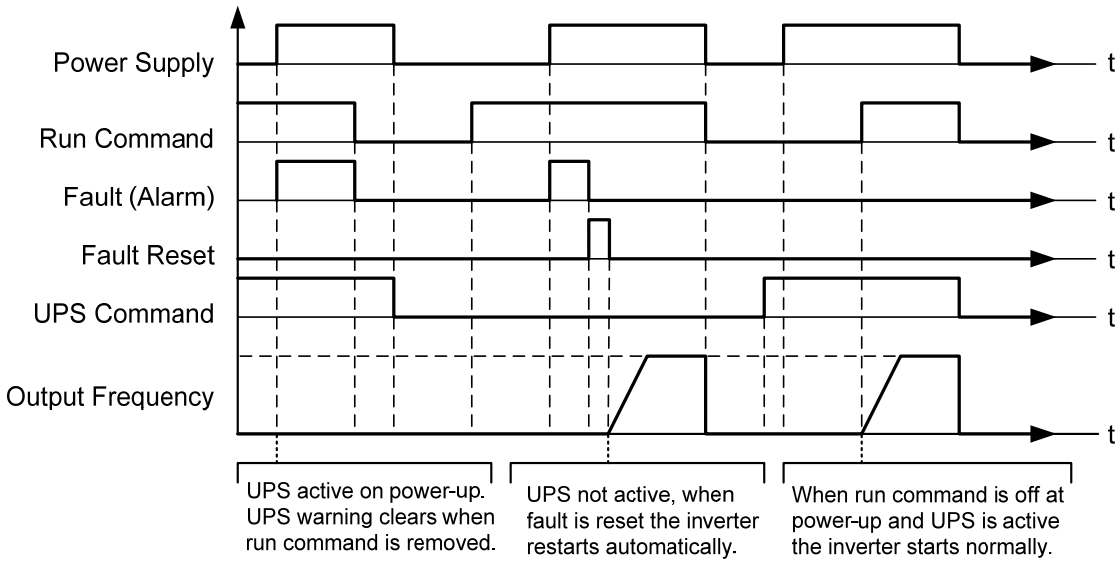 Power Supply
t
Run Command
t
Fault (Alarm)
t
Fault Reset
t
UPS Command
t
Output Frequency
t
UPS active on power-up.
UPS warning clears when
run command is removed.
UPS not active, when
fault is reset the inverter
restarts automatically.
When run command is off at
power-up and UPS is active
the inverter starts normally.